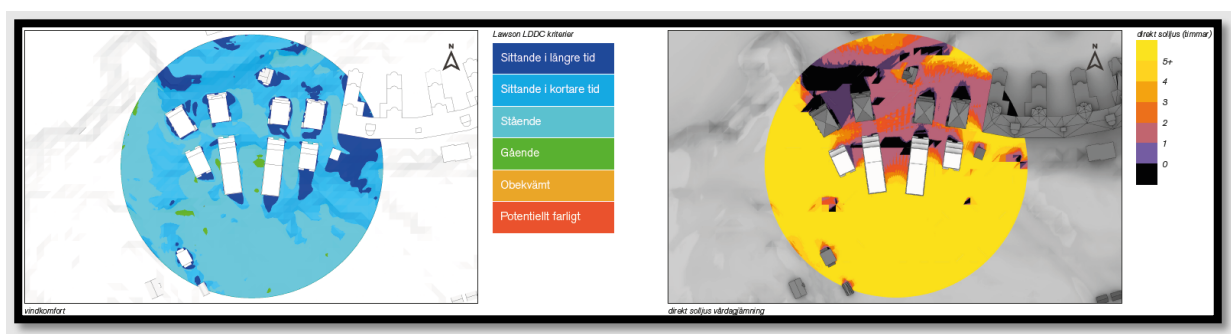 Lawson LDDC kriterier
N
Sittande i längre tid
Sittande i kortare tid
Stående
Gående
Obekvämt
Potentiellt farligt
vindkomfort
direkt solljus (timmar)
N
5+
4
3
2
1
0
direkt solljus vårdagjämning